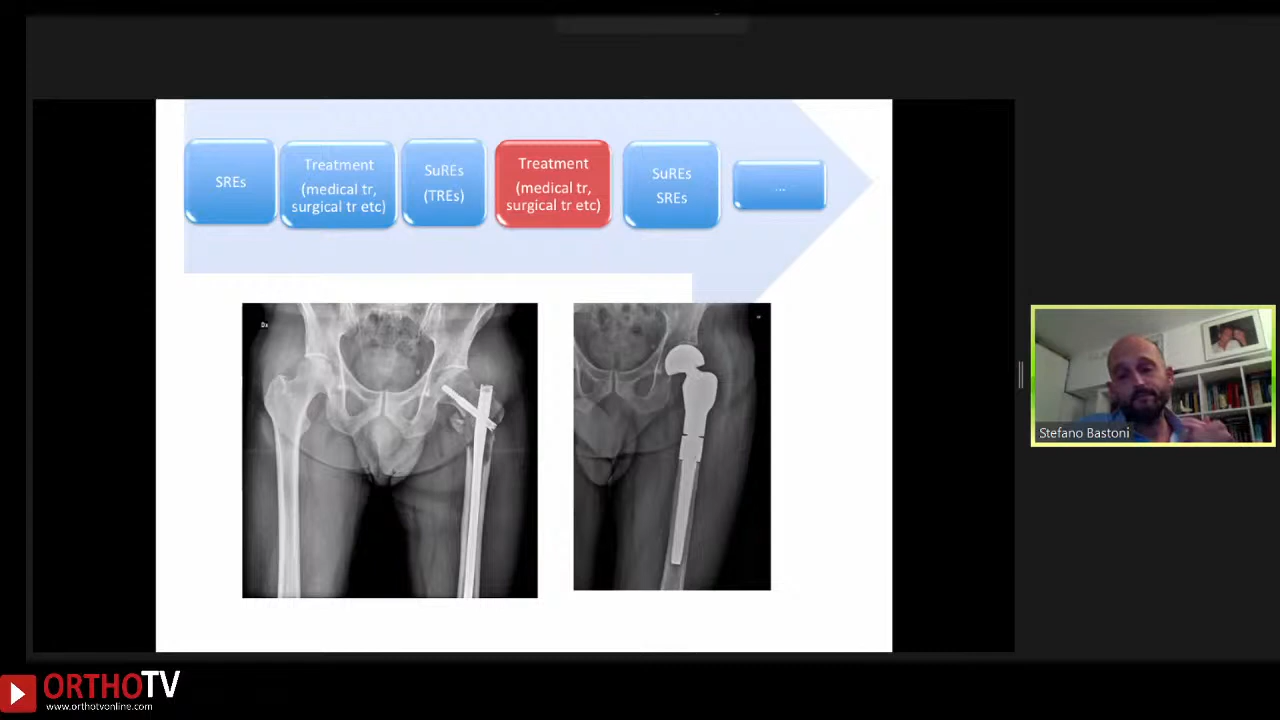 SREs
Treatment
(medical tr,
surgical tr etc)
SuREs
(TREs)
Treatment
(medical tr,
surgical tr etc)
SuREs
SREs
...
Ds
Stefano Bastoni
ORTHOTV
www.orthotvonline.com